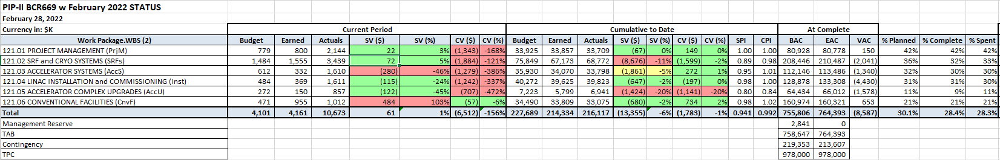 PIP-II BCR669 w February 2022 STATUS
February 28, 2022
Currency in: $K Current Period Cumulative to Date At Complete
Work Package.WBS (2) Budget Earned Actuals SV ($) SV (%) CV ($) CV (%) Budget Earned Actuals SV ($) SV (%) CV ($) CV (%) SPI CPI BAC EAC VAC % Planned % Complete % Spent
121.01 PROJECT MANAGEMENT (PrjM) 779 800 2,144 22 3% (1,343) -168% 33,925 33,857 33,709 (67) 0% 149 0% 1.00 1.00 80,928 80,778 150 42% 42% 42%
121.02 SRF and CRYO SYSTEMS (SRFs) 1,484 1,555 3,439 72 5% (1,884) -121% 75,849 67,173 68,772 (8,676) -11% (1,599) -2% 0.89 0.98 208,446 210,487 (2,041) 36% 32% 33%
121.03 ACCELERATOR SYSTEMS (AccS) 612 332 1,610 (280) -46% (1,279) -386% 35,930 34,070 33,798 (1,861) -5% 272 1% 0.95 1.01 112,146 113,486 (1,340) 32% 30% 30%
121.04 LINAC INSTALLATION and COMMISSIONING (Inst) 484 369 1,611 (115) -24% (1,242) -337% 40,272 39,625 39,823 (647) -2% (197) 0% 0.98 1.00 128,878 133,308 (4,430) 31% 31% 30%
121.05 ACCELERATOR COMPLEX UPGRADES (AccU) 272 150 857 (122) -45% (707) -472% 7,223 5,799 6,941 (1,424) -20% (1,141) -20% 0.80 0.84 64,434 66,012 (1,578) 11% 9% 11%
121.06 CONVENTIONAL FACILITIES (CnvF) 471 955 1,012 484 103% (57) -6% 34,490 33,809 33,075 (680) -2% 734 2% 0.98 1.02 160,974 160,321 653 21% 21% 21%
Total 4,101 4,161 10,673 61 1% (6,512) -156% 227,689 214,334 216,117 (13,355) -6% (1,783) -1% 0.941 0.992 755,806 764,393 (8,587) 30.1% 28.4% 28.3%
Management Reserve 2,841 0
TAB 758,647 764,393
Contingency 219,353 213,607
TPC 978,000 978,000